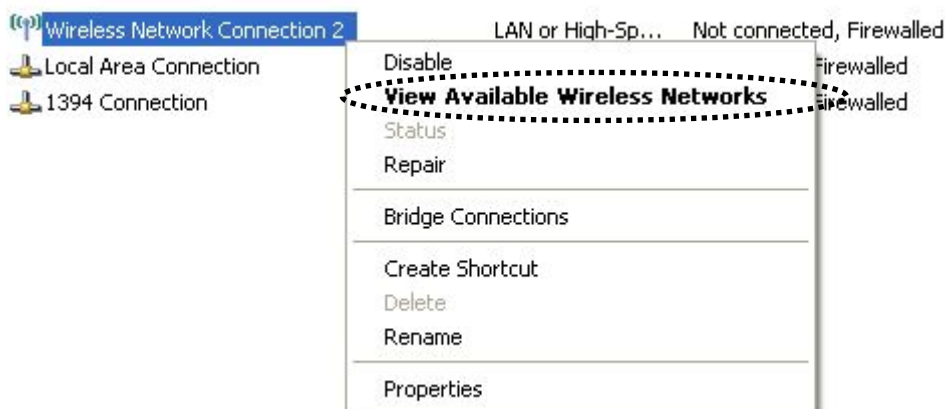 Wireless Network Connection 2 LAN or High-Sp... Not connected, Firewalled
Local Area Connection Firewalled
1394 Connection Firewalled
Disable
View Available Wireless Networks
Status
Repair
Bridge Connections
Create Shortcut
Delete
Rename
Properties